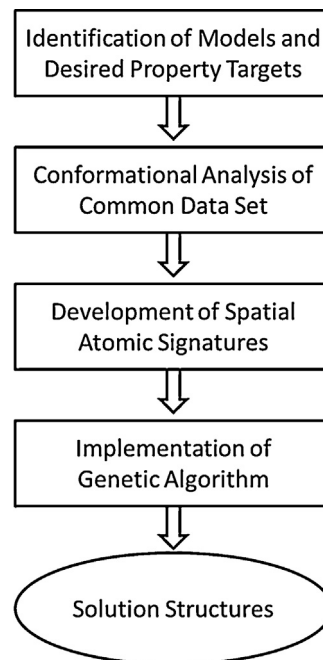 Identification of Models and
Desired Property Targets
Conformational Analysis of
Common Data Set
Development of Spatial
Atomic Signatures
Implementation of
Genetic Algorithm
Solution Structures